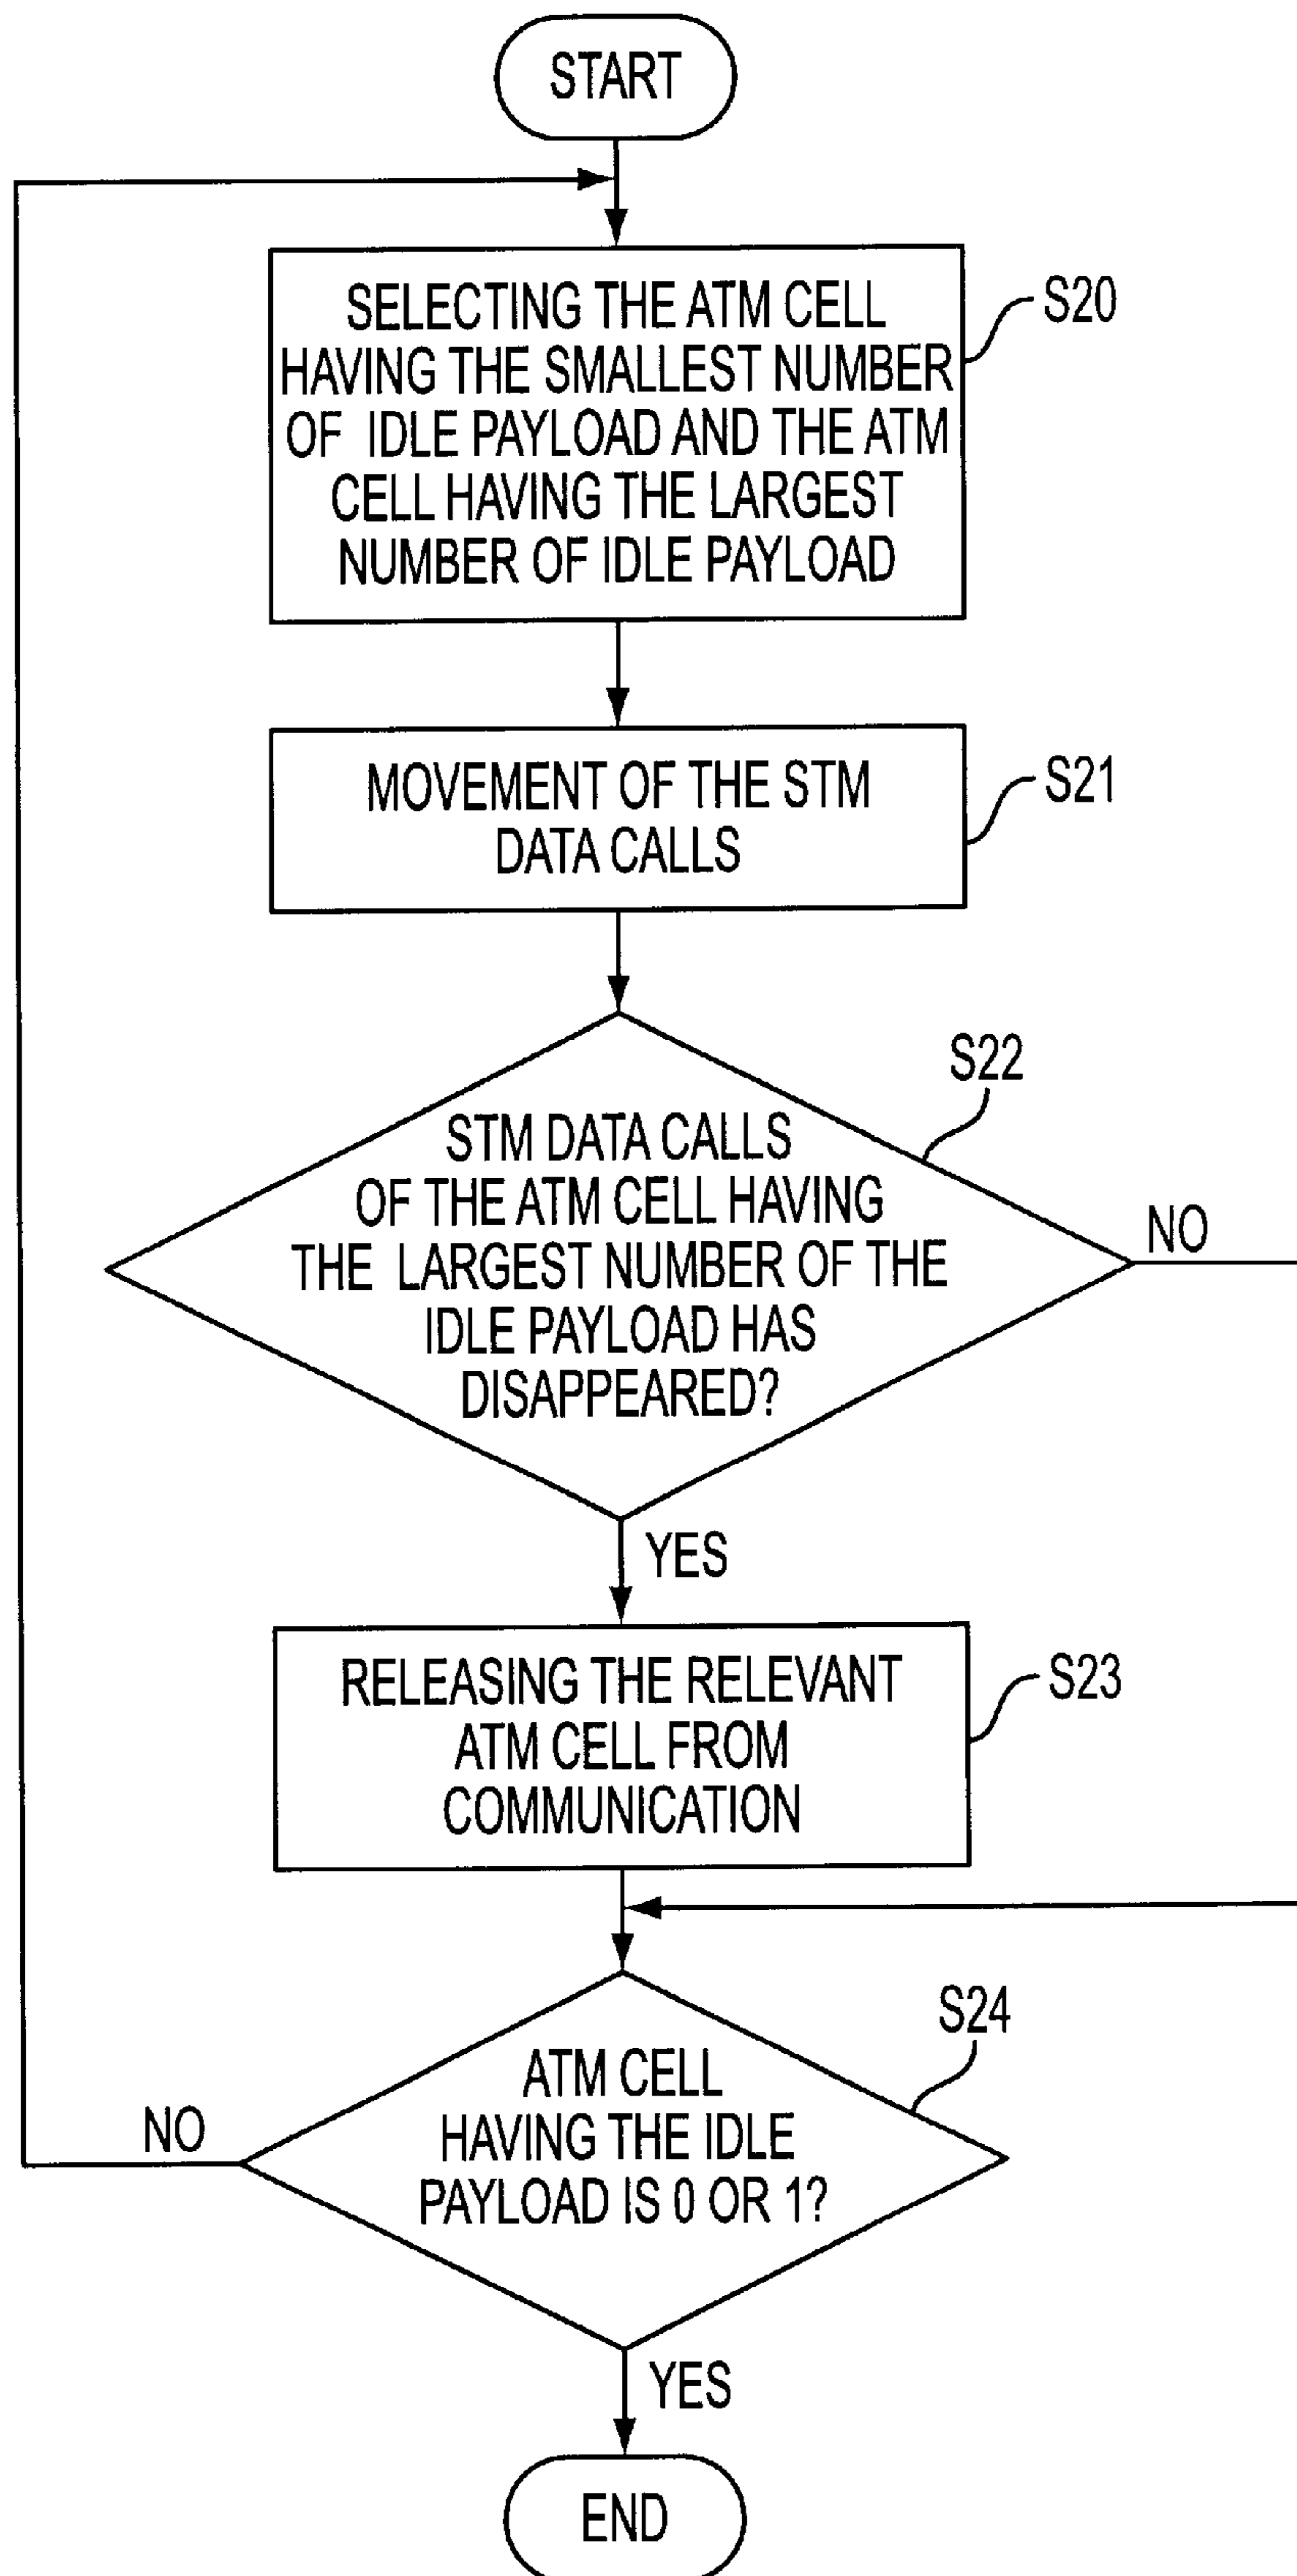 START
SELECTING THE ATM CELL
HAVING THE SMALLEST NUMBER
OF IDLE PAYLOAD AND THE ATM
CELL HAVING THE LARGEST
NUMBER OF IDLE PAYLOAD
S20
MOVEMENT OF THE STM
DATA CALLS
S21
S22
STM DATA CALLS
OF THE ATM CELL HAVING
THE LARGEST NUMBER OF THE
IDLE PAYLOAD HAS
DISAPPEARED?
NO
YES
RELEASING THE RELEVANT
ATM CELL FROM
COMMUNICATION
S23
S24
ATM CELL
HAVING THE IDLE
PAYLOAD IS 0 OR 1?
NO
YES
END